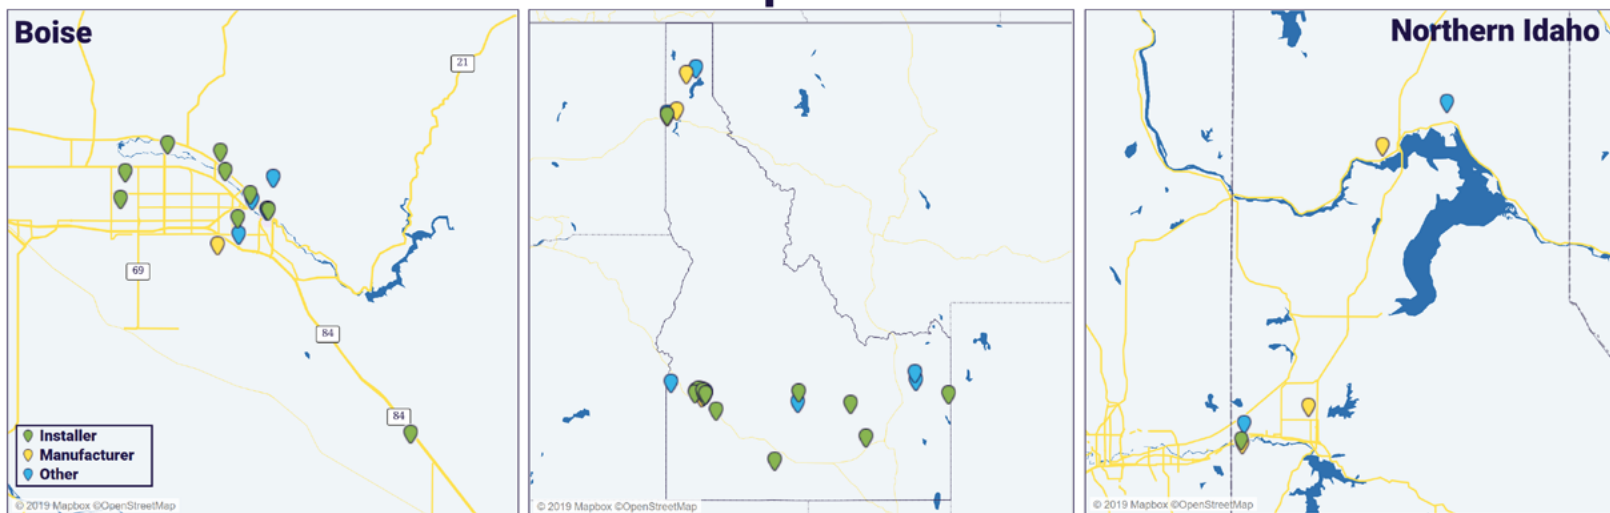 Boise
21
69
84
84
Installer
Manufacturer
Other
© 2019 Mapbox ©OpenStreetMap
© 2019 Mapbox ©OpenStreetMap
Northern Idaho
© 2019 Mapbox ©OpenStreetMap